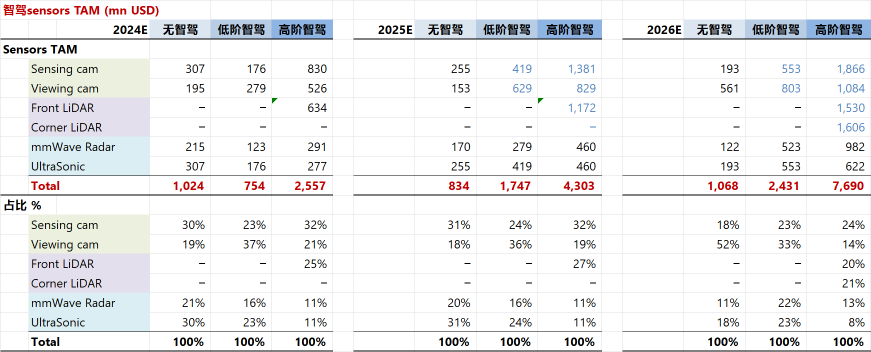 智驾sensors TAM (mn USD)
2024E 无智驾 低阶智驾 高阶智驾 2025E 无智驾 低阶智驾 高阶智驾 2026E 无智驾 低阶智驾 高阶智驾
Sensors TAM
Sensing cam 307 176 830 255 419 1,381 193 553 1,866
Viewing cam 195 279 526 153 629 829 561 803 1,084
Front LiDAR – – 634 – – 1,172 – – 1,530
Corner LiDAR – – – – – – – – 1,606
mmWave Radar 215 123 291 170 279 460 122 523 982
UltraSonic 307 176 277 255 419 460 193 553 622
Total 1,024 754 2,557 834 1,747 4,303 1,068 2,431 7,690
占比 %
Sensing cam 30% 23% 32% 31% 24% 32% 18% 23% 24%
Viewing cam 19% 37% 21% 18% 36% 19% 52% 33% 14%
Front LiDAR – – 25% – – 27% – – 20%
Corner LiDAR – – – – – – – – 21%
mmWave Radar 21% 16% 11% 20% 16% 11% 11% 22% 13%
UltraSonic 30% 23% 11% 31% 24% 11% 18% 23% 8%
Total 100% 100% 100% 100% 100% 100% 100% 100% 100%